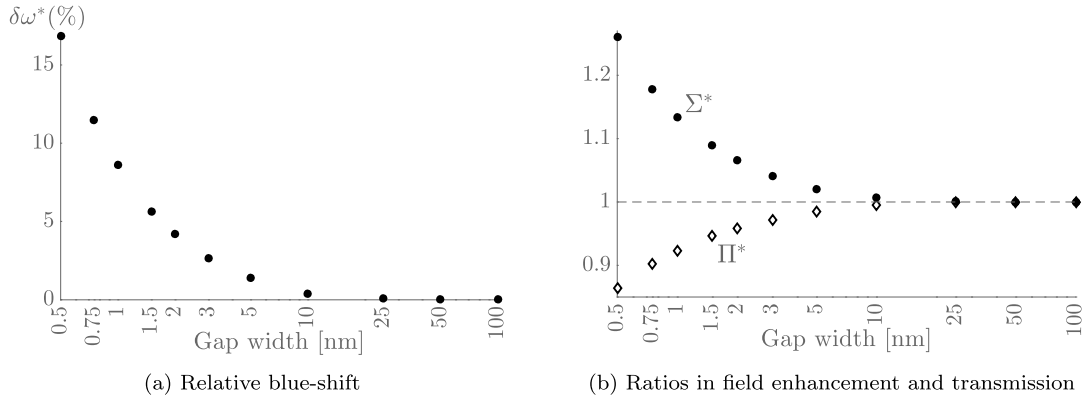 δω*(%)
15
10
5
0
0.5 0.75 1 1.5 2 3 5 10 25 50 100
Gap width [nm]
(a) Relative blue-shift
1.2
Σ*
1.1
1
Π*
0.9
0.5 0.75 1 1.5 2 3 5 10 25 50 100
Gap width [nm]
(b) Ratios in field enhancement and transmission